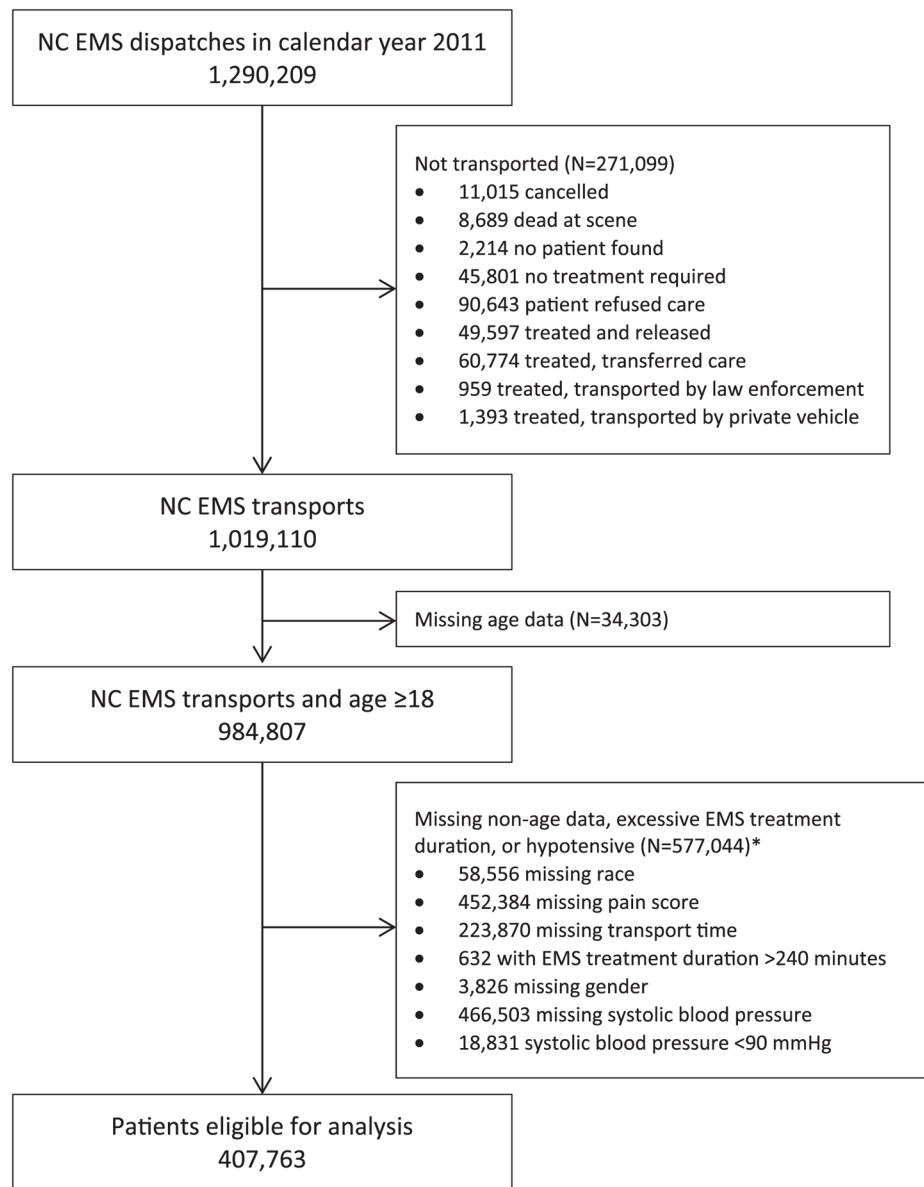 NC EMS dispatches in calendar year 2011
1,290,209
Not transported (N=271,099)
• 11,015 cancelled
• 8,689 dead at scene
• 2,214 no patient found
• 45,801 no treatment required
• 90,643 patient refused care
• 49,597 treated and released
• 60,774 treated, transferred care
• 959 treated, transported by law enforcement
• 1,393 treated, transported by private vehicle
NC EMS transports
1,019,110
Missing age data (N=34,303)
NC EMS transports and age ≥18
984,807
Missing non-age data, excessive EMS treatment
duration, or hypotensive (N=577,044)*
• 58,556 missing race
• 452,384 missing pain score
• 223,870 missing transport time
• 632 with EMS treatment duration >240 minutes
• 3,826 missing gender
• 466,503 missing systolic blood pressure
• 18,831 systolic blood pressure <90 mmHg
Patients eligible for analysis
407,763